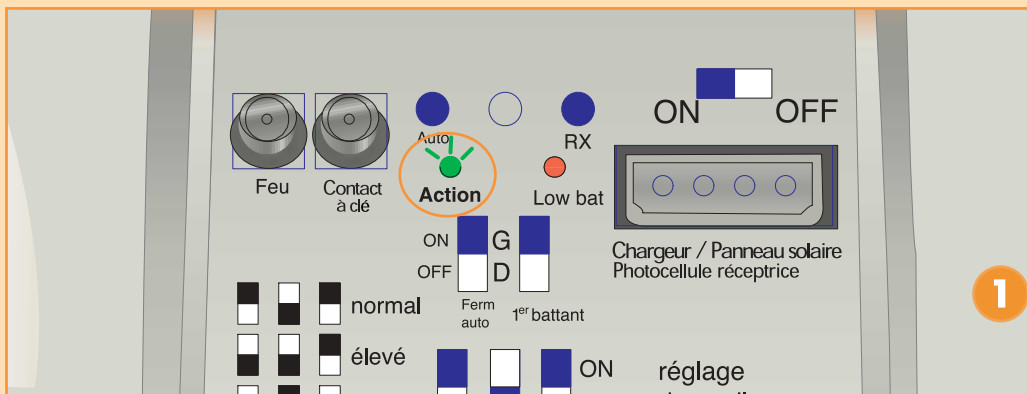 ON
OFF
Auto
RX
Feu
Contact
à clé
Action
Low bat
Chargeur / Panneau solaire
Photocellule réceptrice
ON
G
OFF
D
Ferm
auto
1er battant
1
normal
élevé
ON
réglage